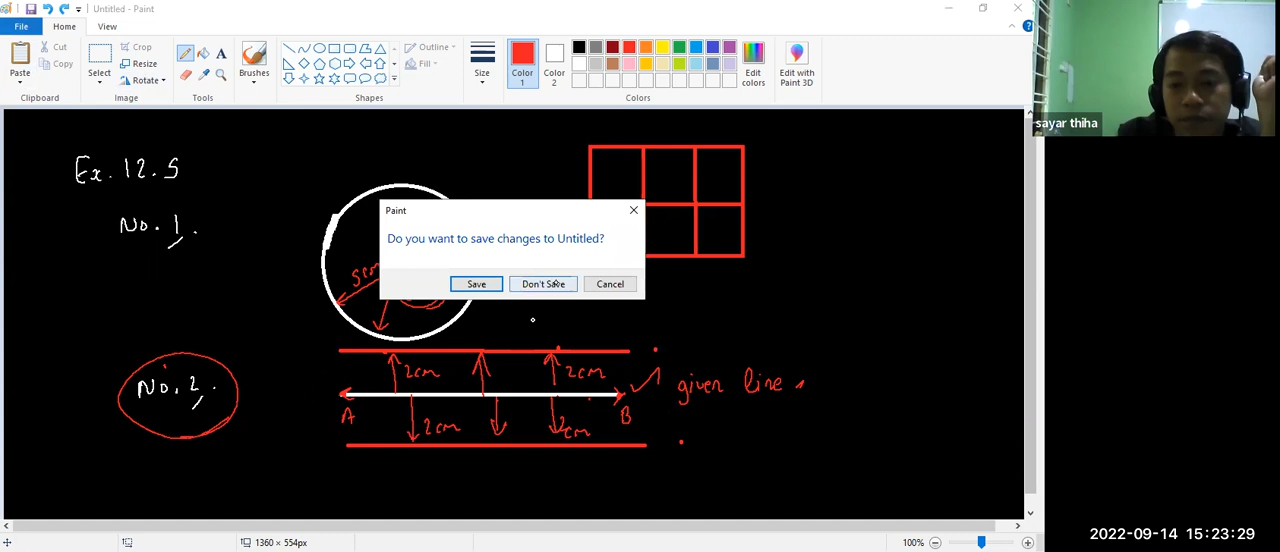 Untitled - Paint
File
Home
View
Paste
Cut
Copy
Clipboard
Select
Crop
Resize
Rotate
Image
Tools
Brushes
Outline
Fill
Shapes
Size
Color
1
Color
2
Edit
colors
Colors
Edit with
Paint 3D
sayar thiha
Ex. 12.5
No. 1.
5cm
Paint
Do you want to save changes to Untitled?
Save
Don't Save
Cancel
No. 2.
2cm
2cm
given line
A
B
2cm
2cm
1360 × 554px
100%
2022-09-14 15:23:29